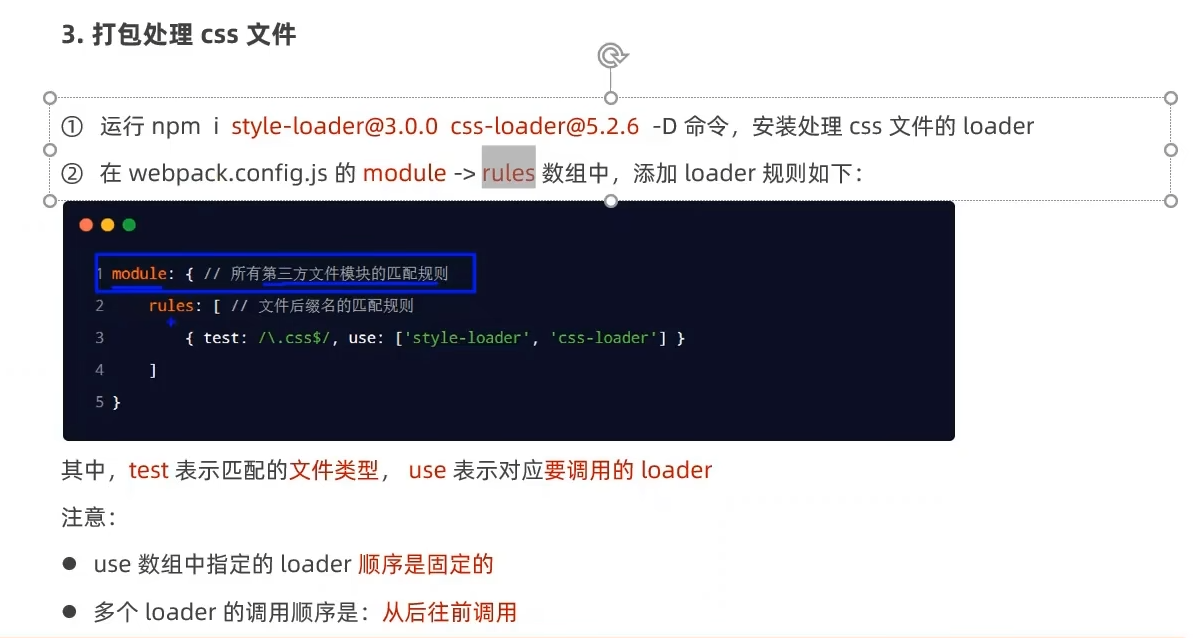 3. 打包处理 css 文件
① 运行 npm i style-loader@3.0.0 css-loader@5.2.6 -D 命令，安装处理 css 文件的 loader
② 在 webpack.config.js 的 module -> rules 数组中，添加 loader 规则如下：
1 module: { // 所有第三方文件模块的匹配规则
2 rules: [ // 文件后缀名的匹配规则
3 { test: /\.css$/, use: ['style-loader', 'css-loader'] }
4 ]
5 }
其中，test 表示匹配的文件类型， use 表示对应要调用的 loader
注意：
● use 数组中指定的 loader 顺序是固定的
● 多个 loader 的调用顺序是：从后往前调用